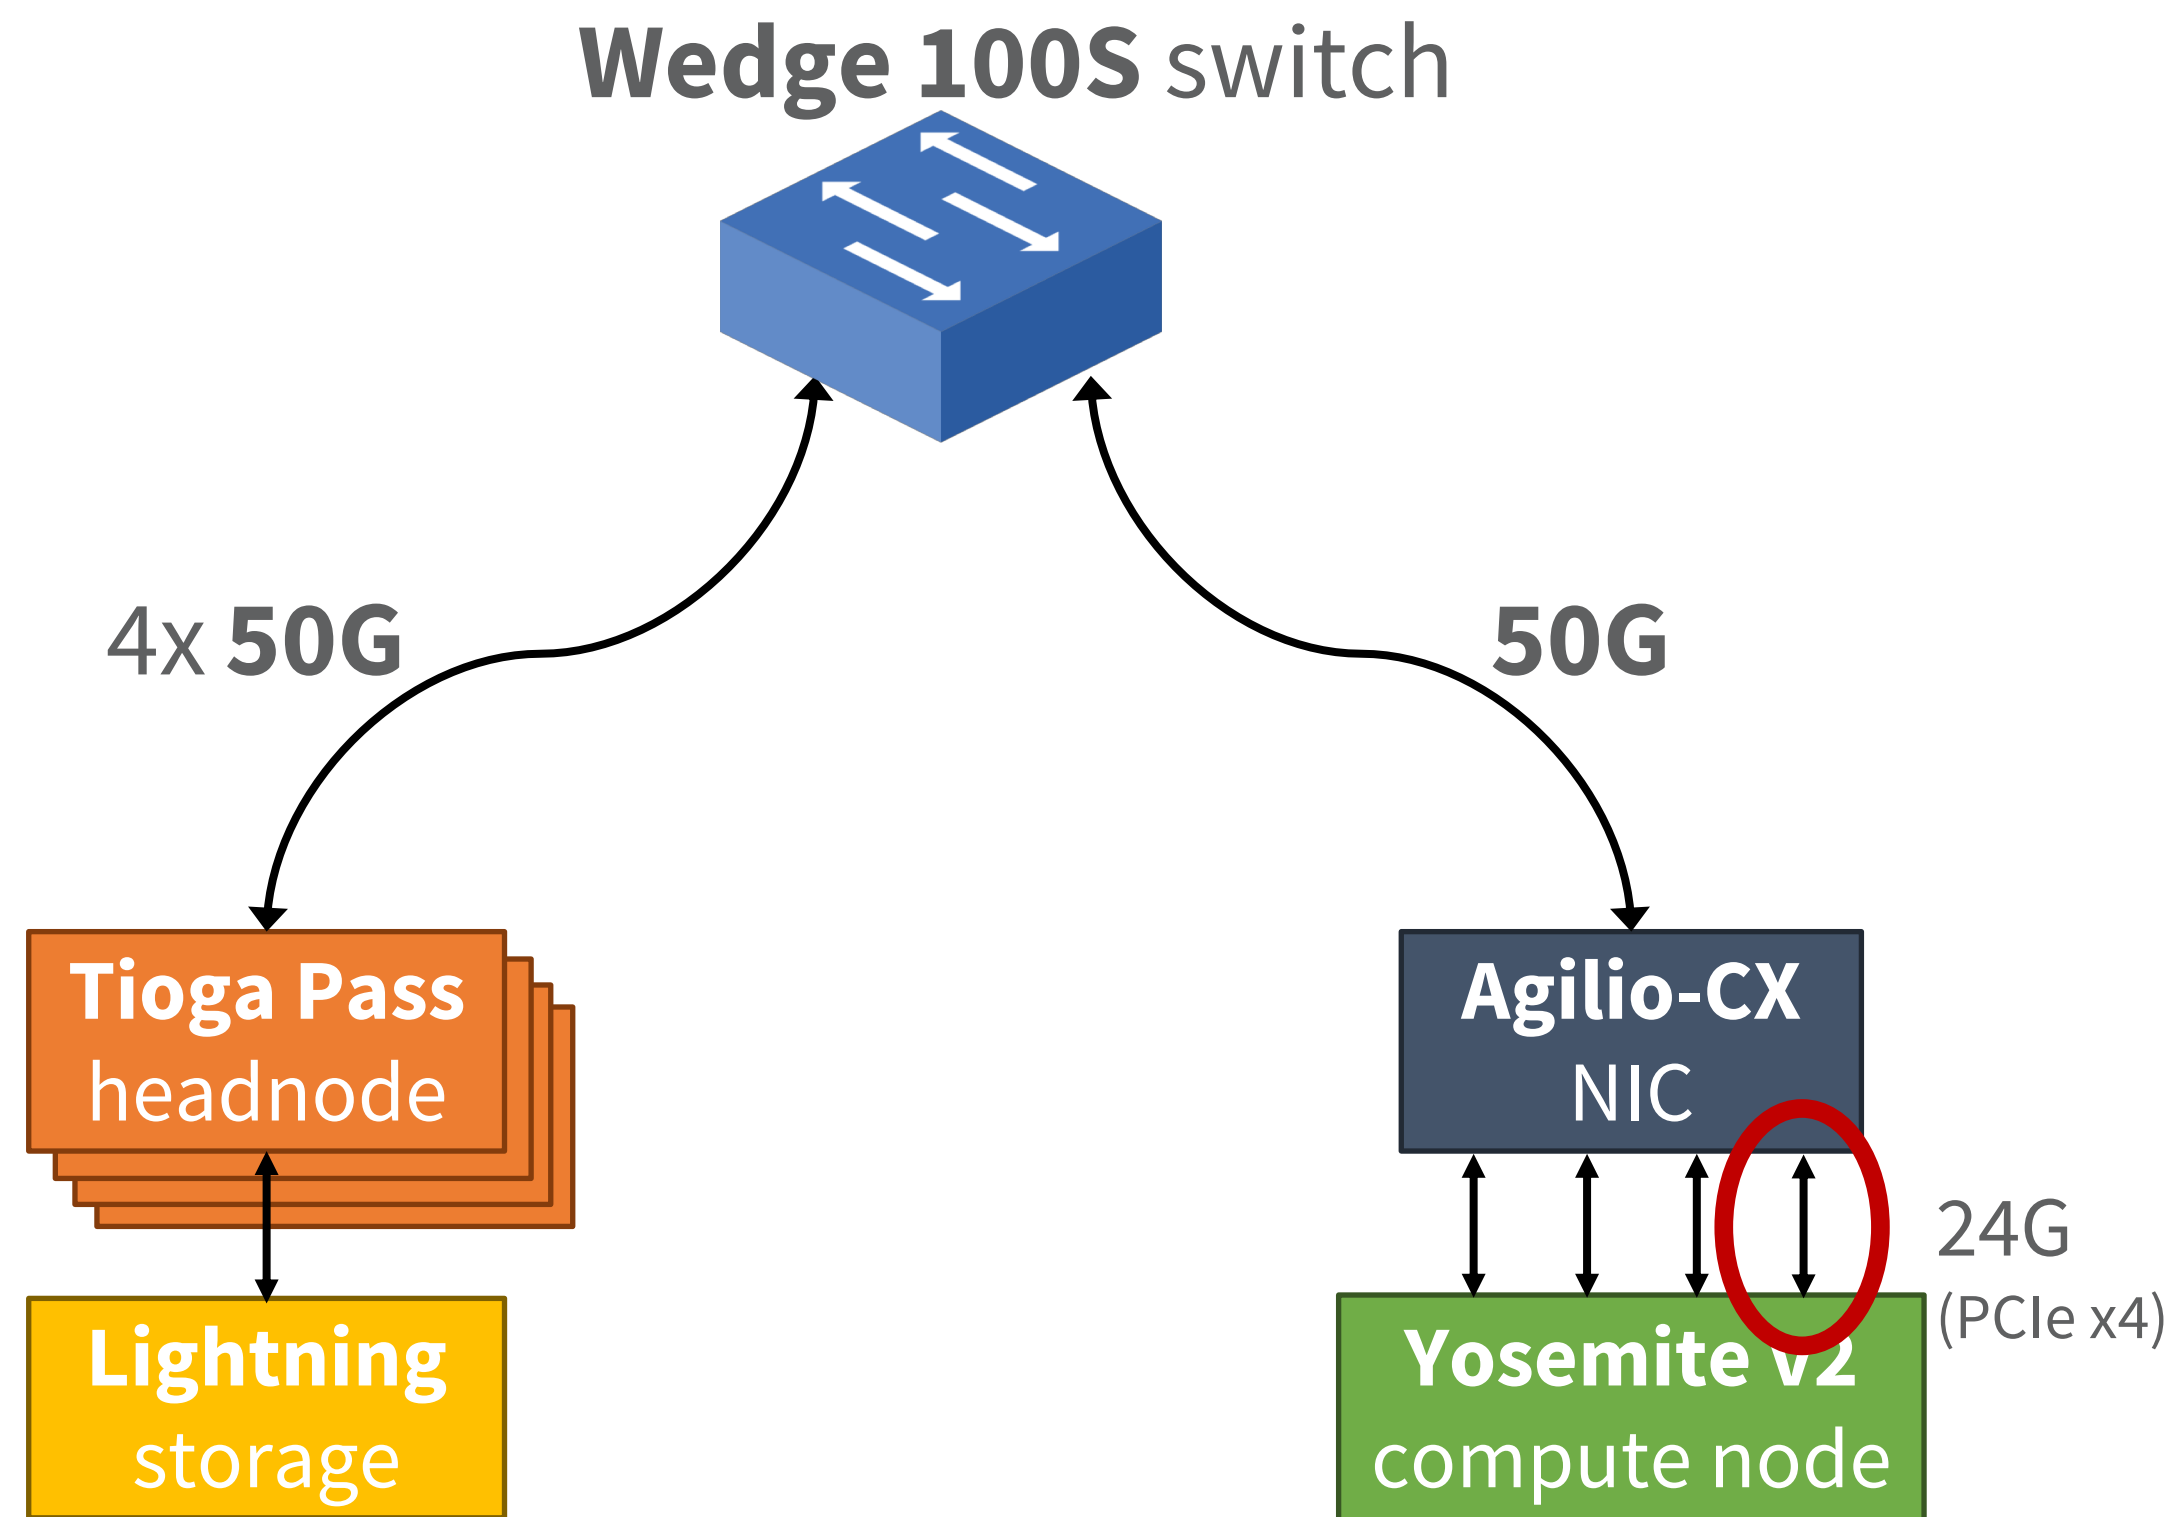 Wedge 100S switch
4x 50G
50G
Tioga Pass
headnode
Agilio-CX
NIC
24G
(PCIe x4)
Lightning
storage
Yosemite V2
compute node